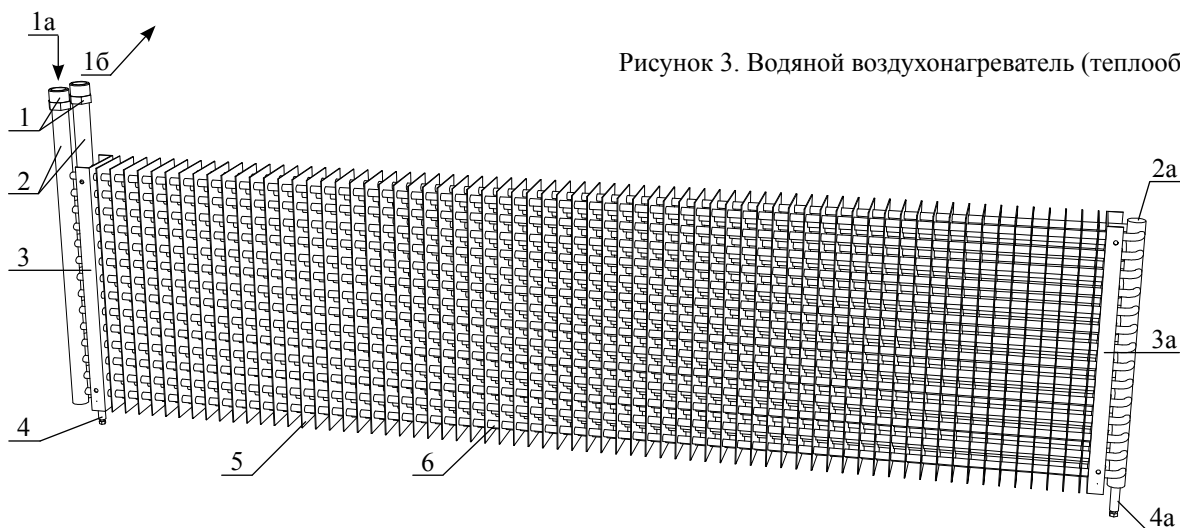 1а
1б
Рисунок 3. Водяной воздухонагреватель (теплооб
1
2
2а
3
3а
4
5
6
4а